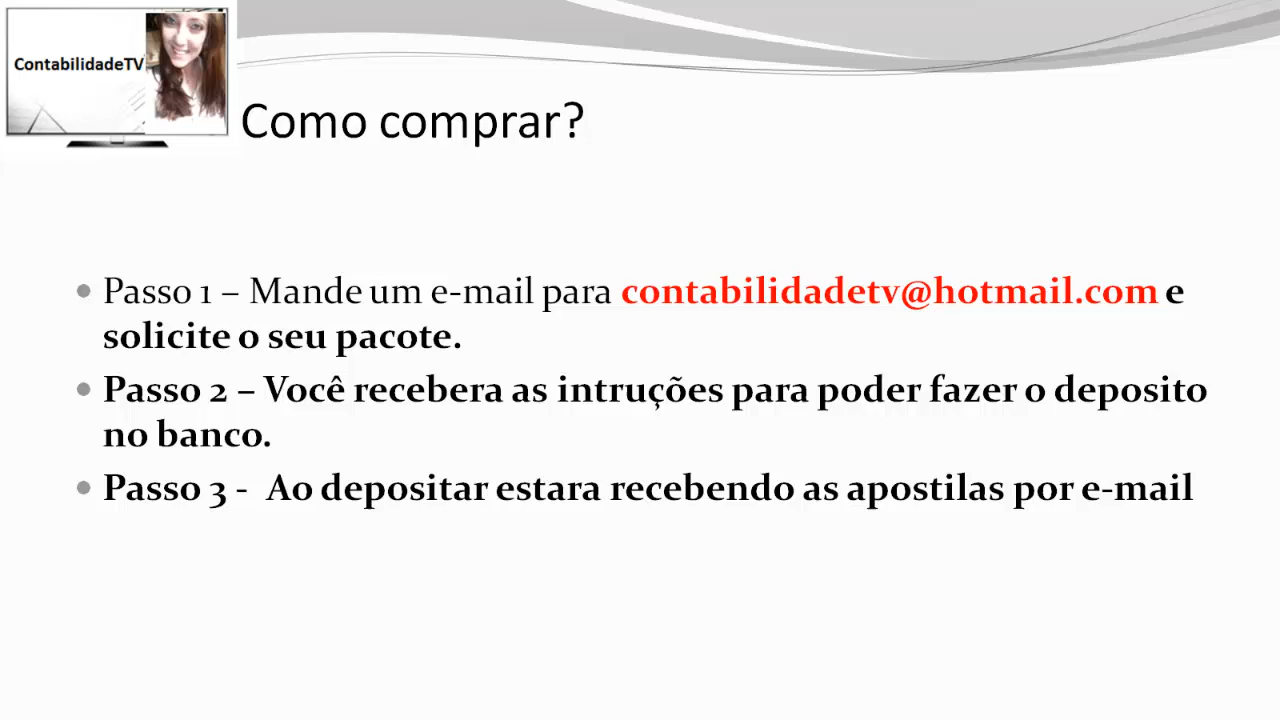 ContabilidadeTV
Como comprar?
Passo 1 – Mande um e-mail para contabilidadetv@hotmail.com e
solicite o seu pacote.
Passo 2 – Você recebera as intruções para poder fazer o deposito
no banco.
Passo 3 - Ao depositar estara recebendo as apostilas por e-mail